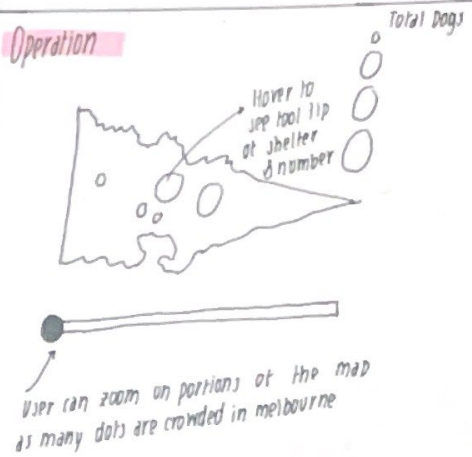 Operation
Total Dogs
Hover to
see tool tip
of shelter
& number
User can zoom on portions of the map
as many dots are crowded in melbourne